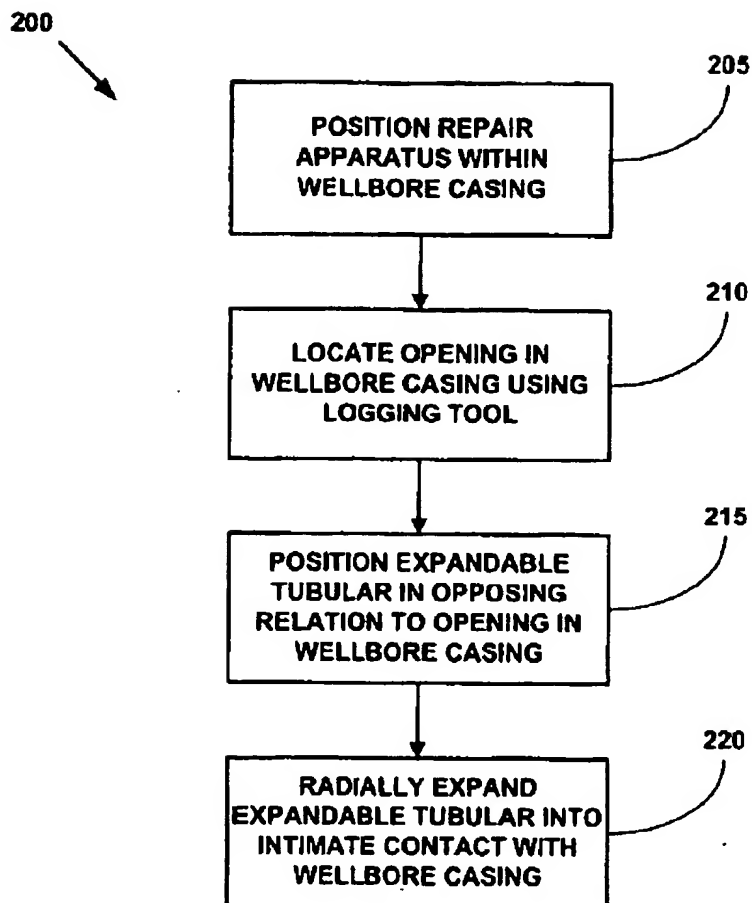 200
205
POSITION REPAIR
APPARATUS WITHIN
WELLBORE CASING
210
LOCATE OPENING IN
WELLBORE CASING USING
LOGGING TOOL
215
POSITION EXPANDABLE
TUBULAR IN OPPOSING
RELATION TO OPENING IN
WELLBORE CASING
220
RADIALLY EXPAND
EXPANDABLE TUBULAR INTO
INTIMATE CONTACT WITH
WELLBORE CASING